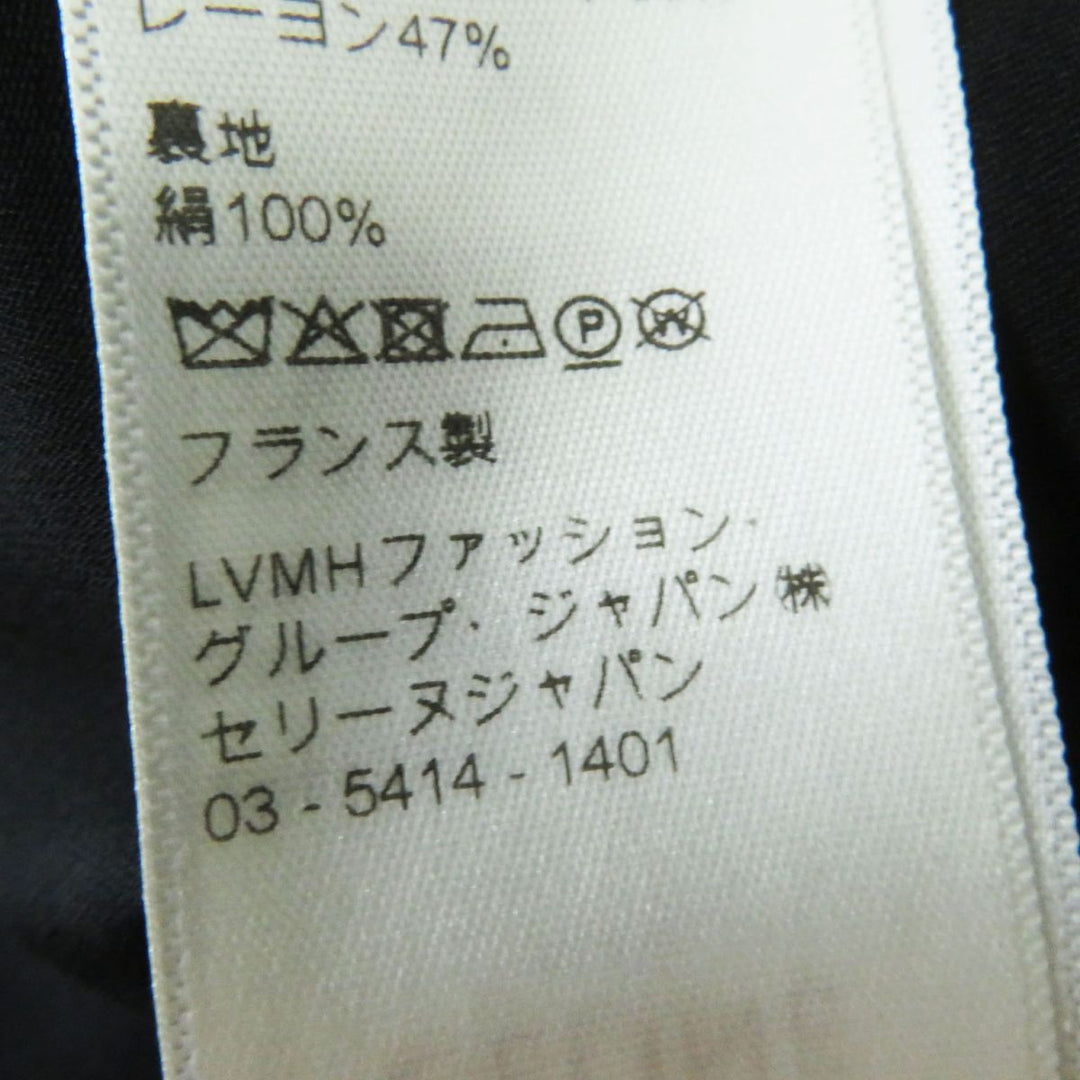 レーヨン47%
裏地
絹100%
P
W
フランス製
LVMHファッション・
グループ・ジャパン㈱
セリーヌジャパン
03 - 5414 - 1401